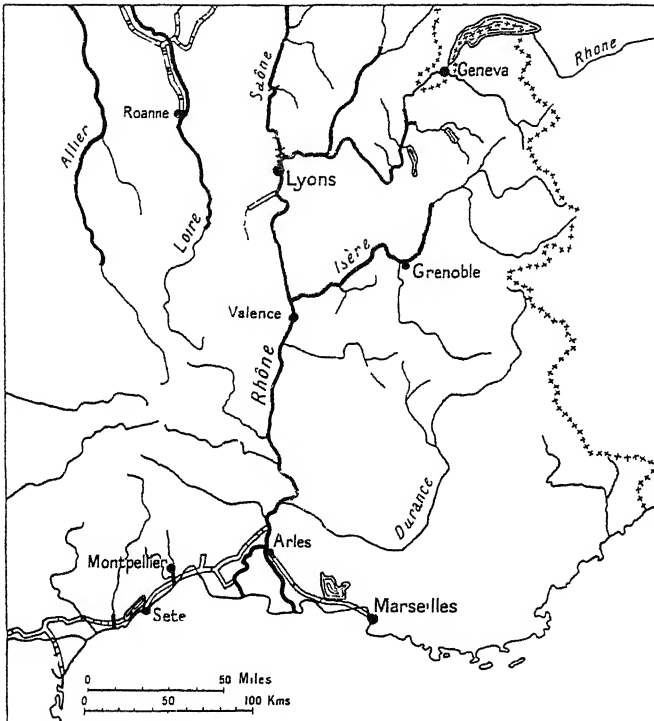 Rhone
Geneva
Saône
Roanne
Allier
Lyons
Loire
Isère
Grenoble
Valence
Rhône
Durance
Arles
Montpellier
Marseilles
Sete
0 50 Miles
0 50 100 Kms